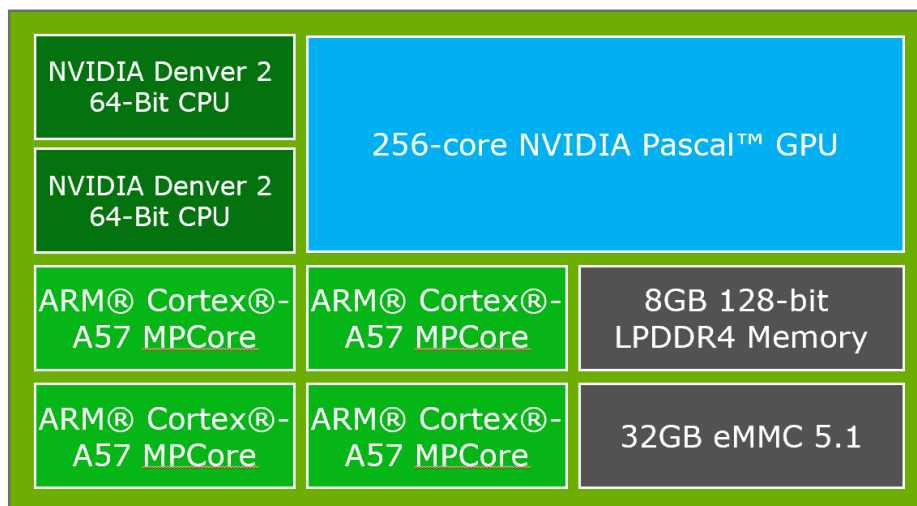 NVIDIA Denver 2
64-Bit CPU
256-core NVIDIA Pascal™ GPU
NVIDIA Denver 2
64-Bit CPU
ARM® Cortex®-
A57 MPCore
ARM® Cortex®-
A57 MPCore
8GB 128-bit
LPDDR4 Memory
ARM® Cortex®-
A57 MPCore
ARM® Cortex®-
A57 MPCore
32GB eMMC 5.1